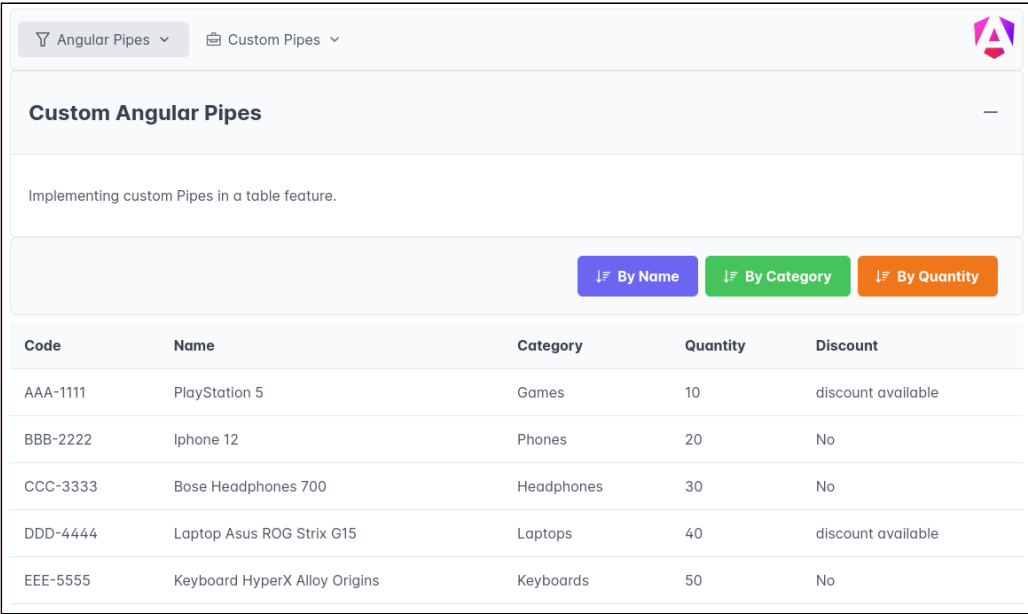 Angular Pipes Custom Pipes
Custom Angular Pipes
Implementing custom Pipes in a table feature.
By Name By Category By Quantity
Code Name Category Quantity Discount
AAA-1111 PlayStation 5 Games 10 discount available
BBB-2222 Iphone 12 Phones 20 No
CCC-3333 Bose Headphones 700 Headphones 30 No
DDD-4444 Laptop Asus ROG Strix G15 Laptops 40 discount available
EEE-5555 Keyboard HyperX Alloy Origins Keyboards 50 No